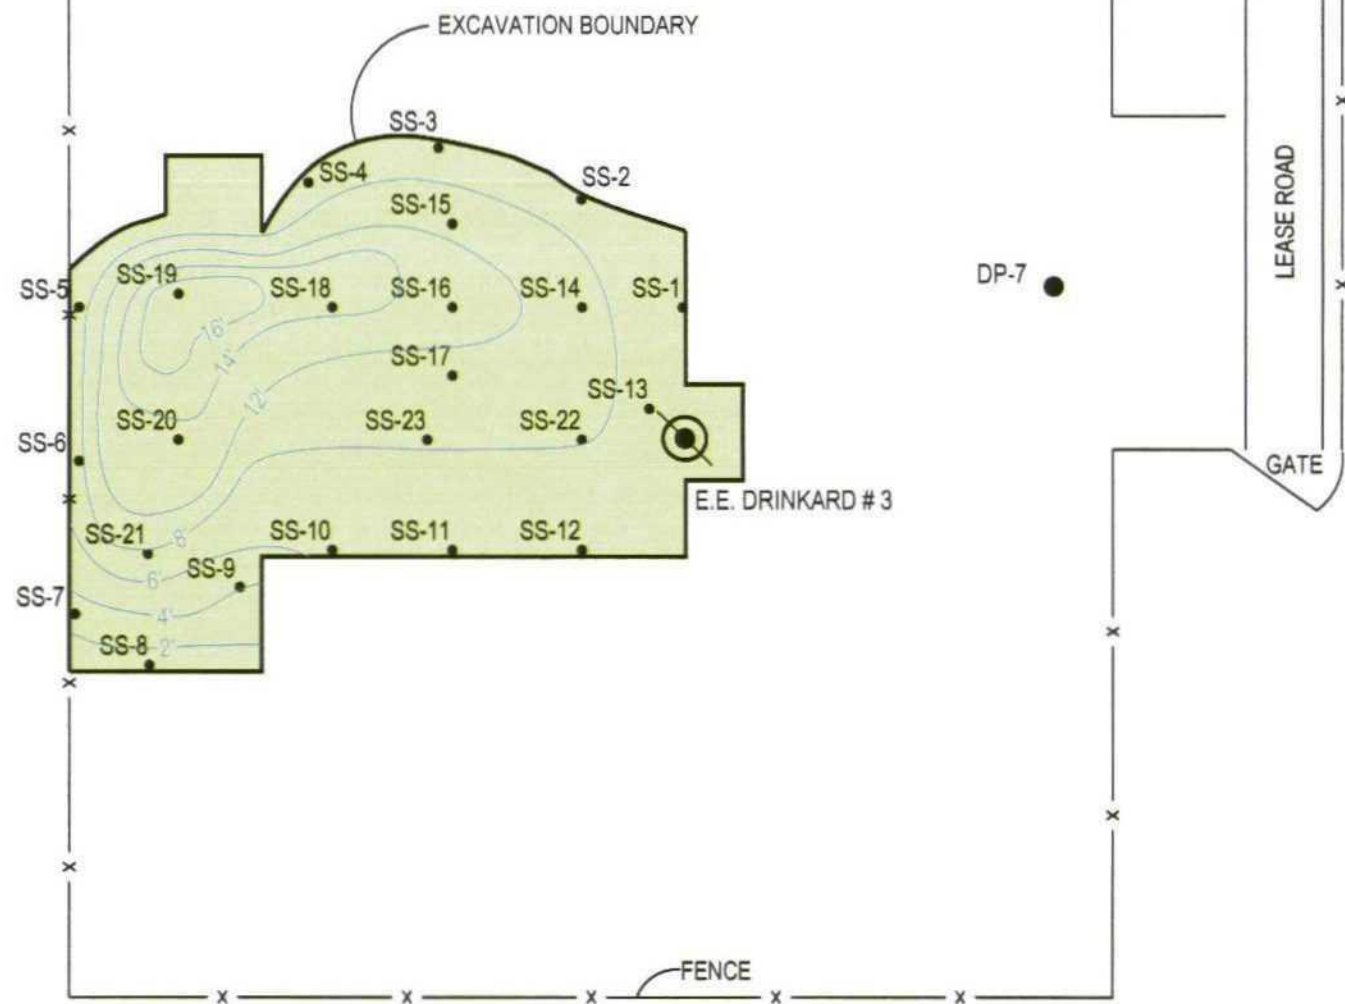 EXCAVATION BOUNDARY
SS-3
SS-4
SS-2
SS-15
LEASE ROAD
SS-5
SS-19
SS-18
SS-16
SS-14
SS-1
DP-7
16'
14'
SS-17
12'
SS-13
SS-6
SS-20
SS-23
SS-22
GATE
E.E. DRINKARD # 3
SS-21
8'
SS-10
SS-11
SS-12
6'
SS-9
SS-7
4'
SS-8
2'
FENCE